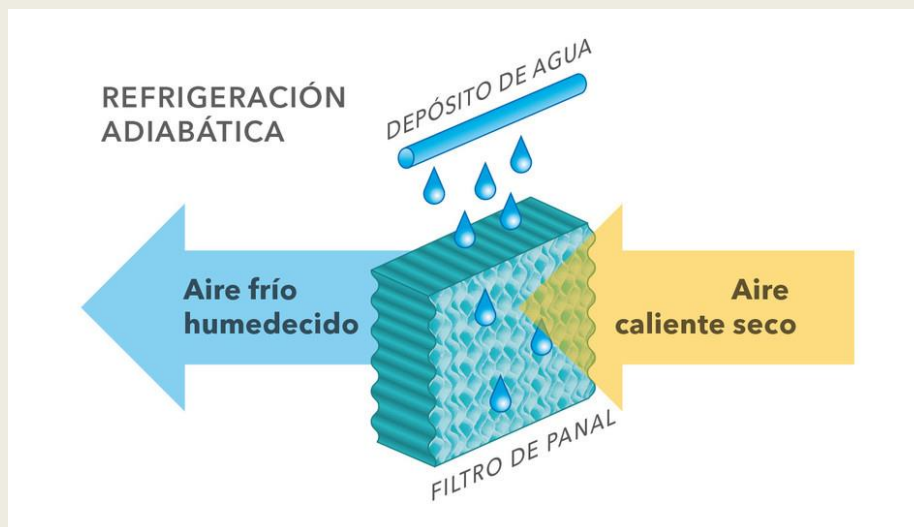 REFRIGERACIÓN
ADIABÁTICA
DEPÓSITO DE AGUA
Aire frío
humedecido
Aire
caliente seco
FILTRO DE PANAL